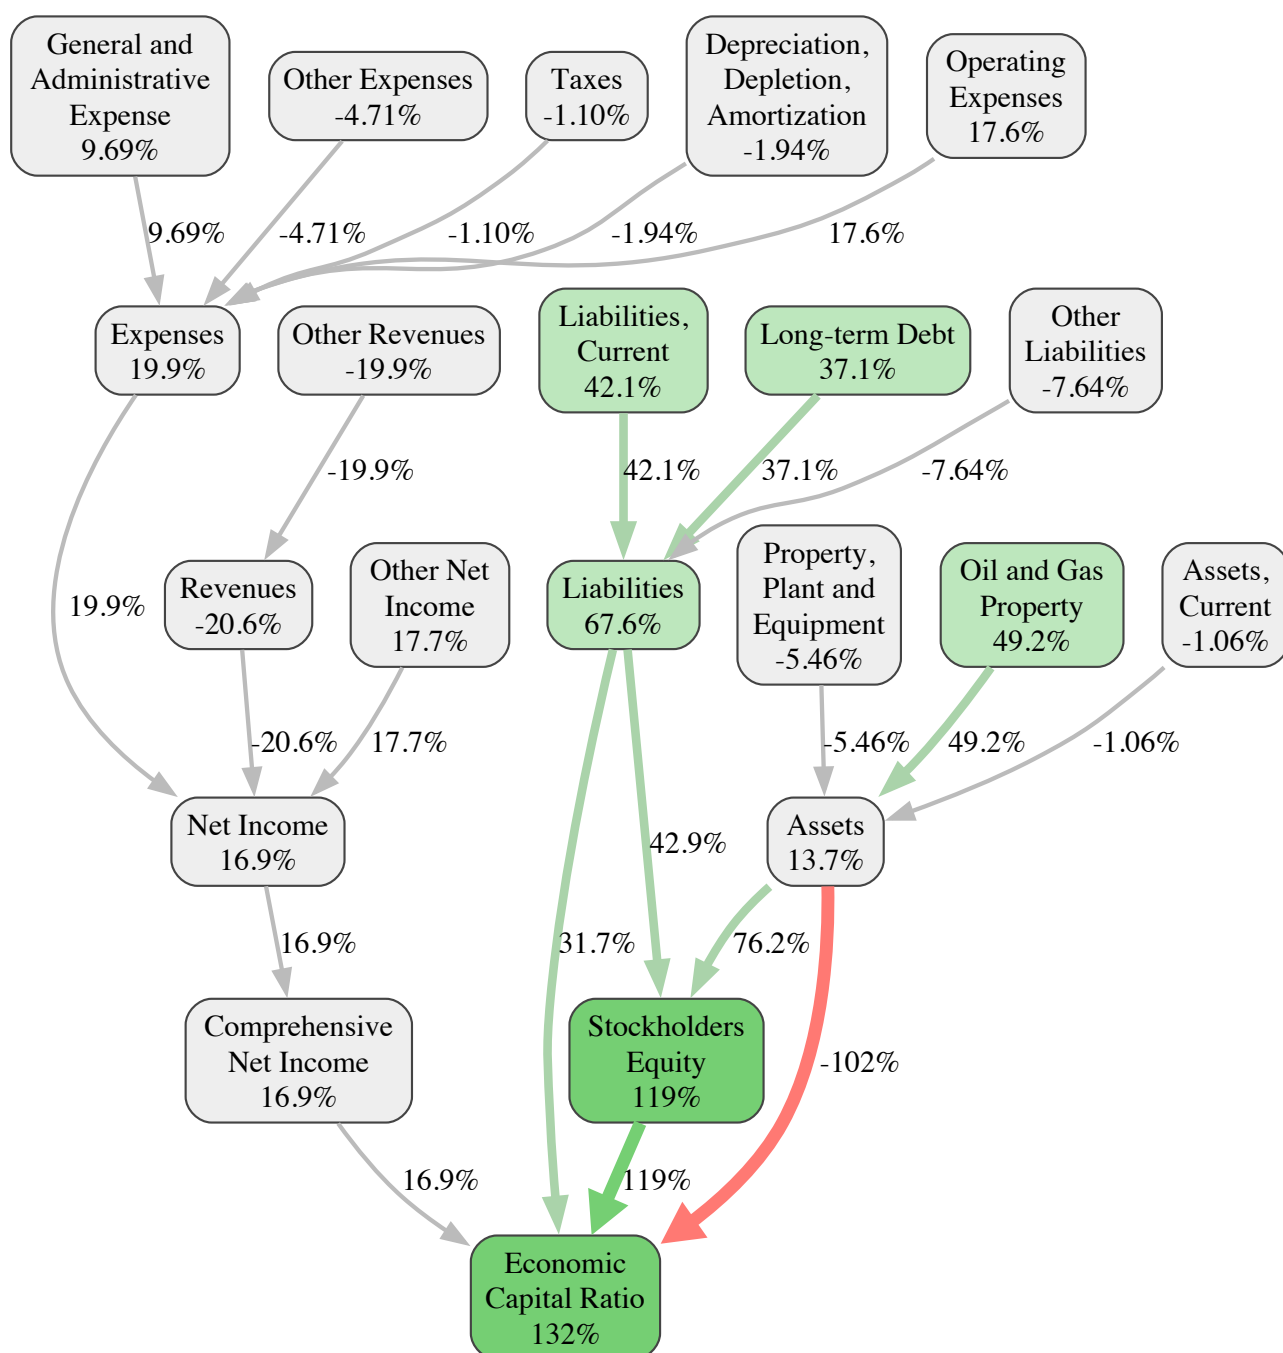 General and
Administrative
Expense
9.69%
Other Expenses
-4.71%
Taxes
-1.10%
Depreciation,
Depletion,
Amortization
-1.94%
Operating
Expenses
17.6%
9.69%
-4.71%
-1.10%
-1.94%
17.6%
Expenses
19.9%
Other Revenues
-19.9%
Liabilities,
Current
42.1%
Long-term Debt
37.1%
Other
Liabilities
-7.64%
-19.9%
42.1%
37.1%
-7.64%
19.9%
Revenues
-20.6%
Other Net
Income
17.7%
Liabilities
67.6%
Property,
Plant and
Equipment
-5.46%
Oil and Gas
Property
49.2%
Assets,
Current
-1.06%
-20.6%
17.7%
-5.46%
49.2%
-1.06%
Net Income
16.9%
42.9%
Assets
13.7%
16.9%
31.7%
76.2%
Comprehensive
Net Income
16.9%
Stockholders
Equity
119%
-102%
16.9%
119%
Economic
Capital Ratio
132%